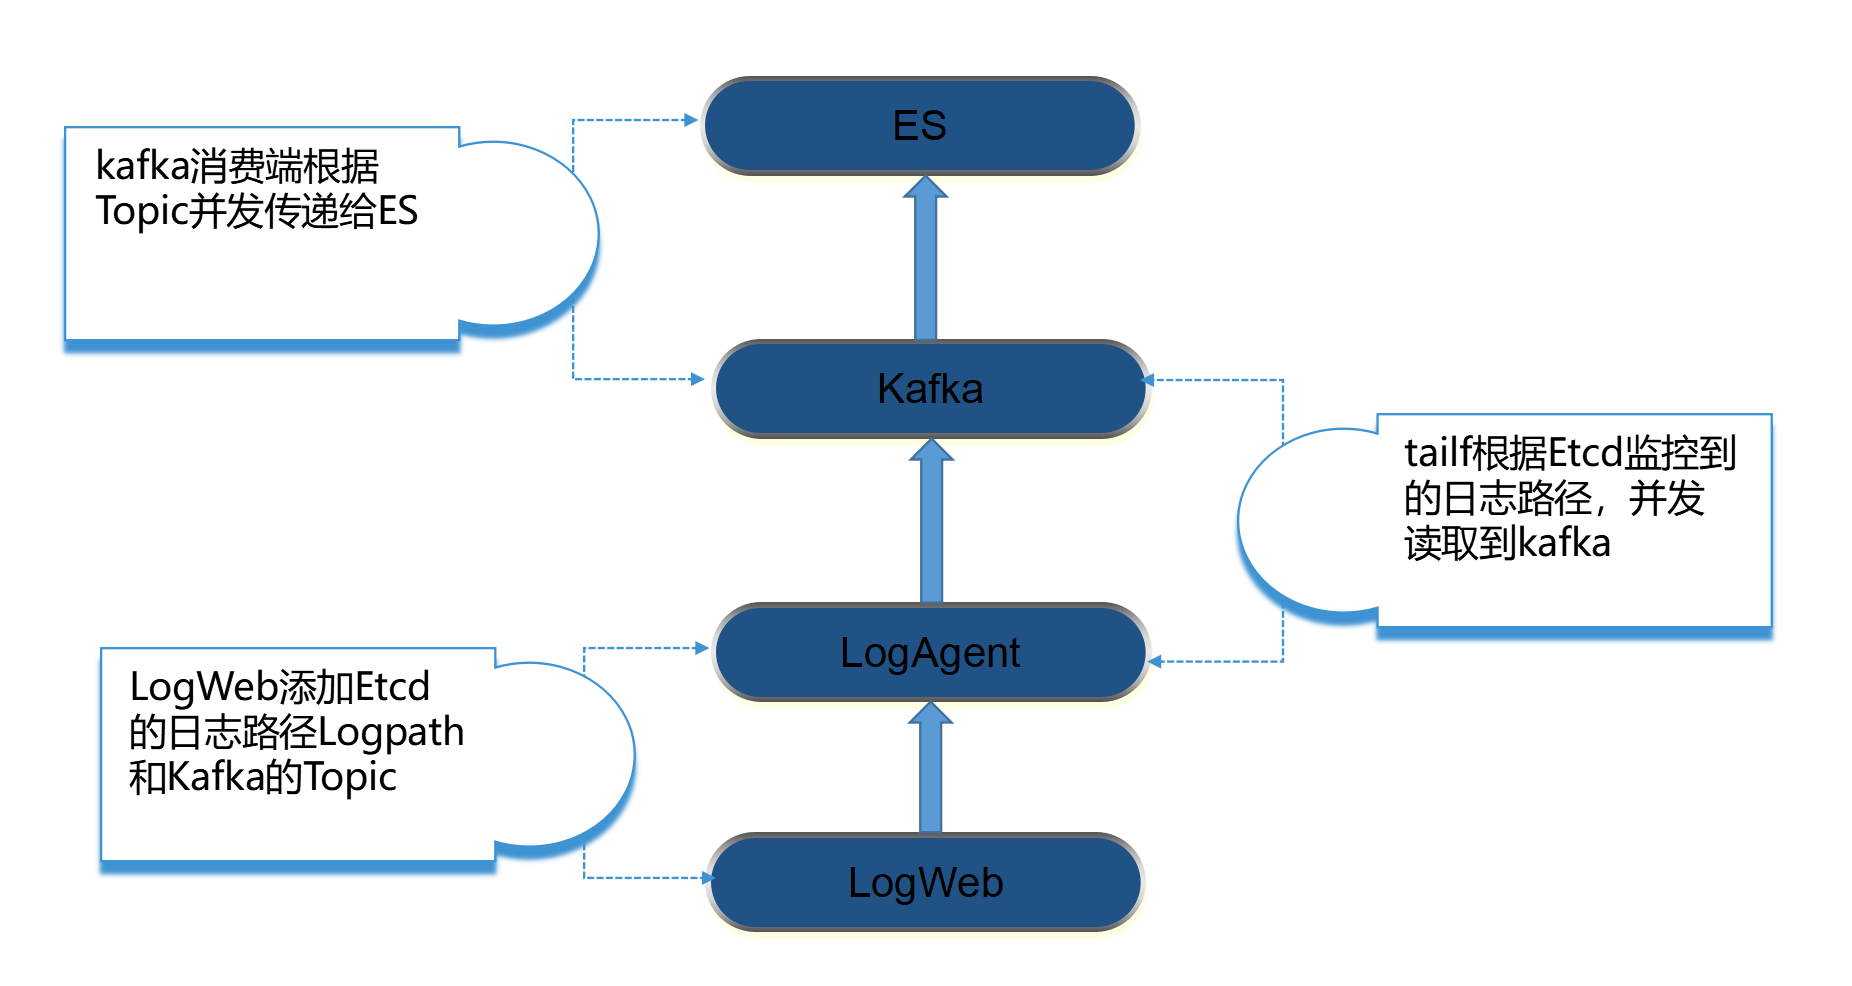 ES
kafka消费端根据
Topic并发传递给ES
Kafka
tailf根据Etcd监控到
的日志路径，并发
读取到kafka
LogAgent
LogWeb添加Etcd
的日志路径Logpath
和Kafka的Topic
LogWeb